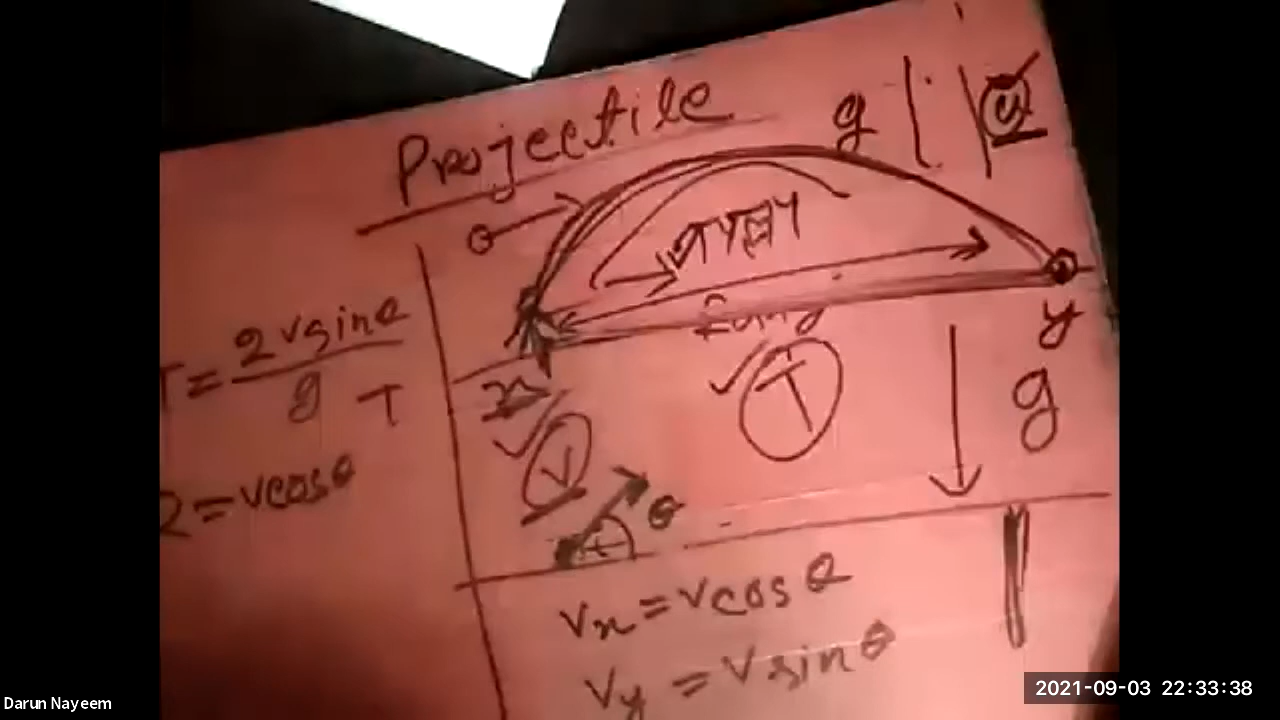 Projectile
g
T = 2vsinθ
g
T
R = vcosθ
x
y
v
T
g
θ
Vx = vcosθ
Vy = vsinθ
Darun Nayeem
2021-09-03 22:33:38